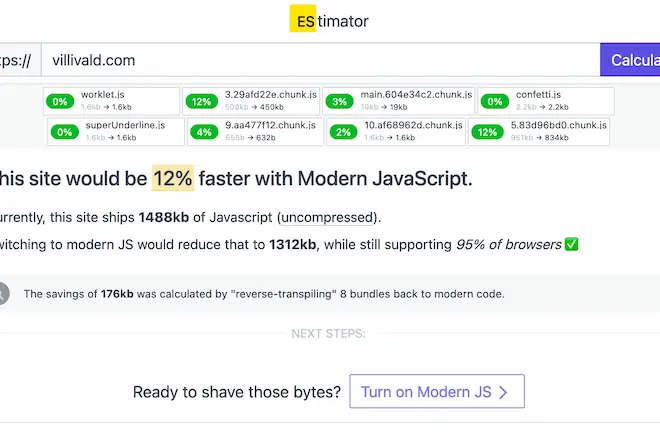 EStimator
tps:// villivald.com Calcula
0% worklet.js 1.6kb → 1.6kb
12% 3.29afd22e.chunk.js 509kb → 450kb
3% main.604e34c2.chunk.js 19kb → 19kb
0% confetti.js 2.2kb → 2.2kb
0% superUnderline.js 1.6kb → 1.6kb
4% 9.aa477f12.chunk.js 655b → 632b
2% 10.af68962d.chunk.js 1.6kb → 1.6kb
12% 5.83d96bd0.chunk.js 951kb → 834kb
his site would be 12% faster with Modern JavaScript.
urrently, this site ships 1488kb of Javascript (uncompressed).
witching to modern JS would reduce that to 1312kb, while still supporting 95% of browsers ✅
The savings of 176kb was calculated by "reverse-transpiling" 8 bundles back to modern code.
NEXT STEPS:
Ready to shave those bytes? Turn on Modern JS >